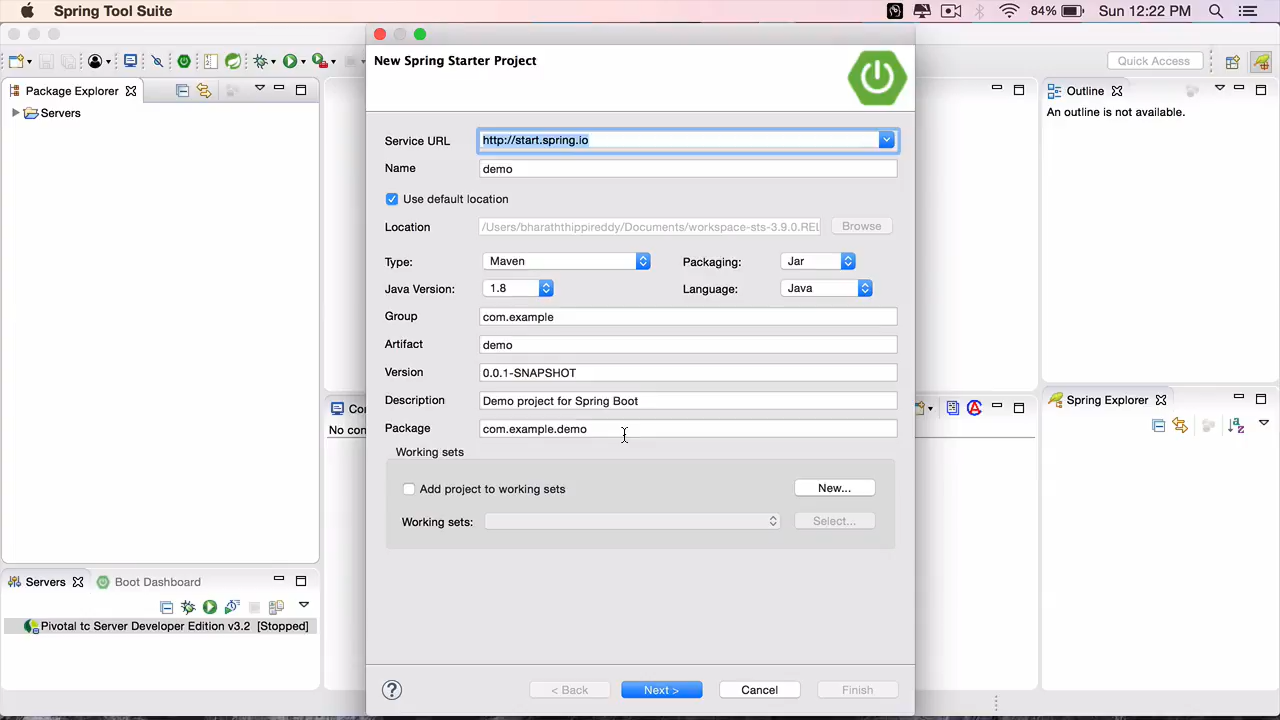 Spring Tool Suite
84%
Sun 12:22 PM
Quick Access
Package Explorer
Servers
New Spring Starter Project
Service URL
http://start.spring.io
Name
demo
Use default location
Location
/Users/bharaththippireddy/Documents/workspace-sts-3.9.0.REL
Browse
Type:
Maven
Packaging:
Jar
Java Version:
1.8
Language:
Java
Group
com.example
Artifact
demo
Version
0.0.1-SNAPSHOT
Description
Demo project for Spring Boot
Package
com.example.demo
Working sets
Add project to working sets
New...
Working sets:
Select...
< Back
Next >
Cancel
Finish
Outline
An outline is not available.
Co
No con
Spring Explorer
Servers
Boot Dashboard
Pivotal tc Server Developer Edition v3.2 [Stopped]